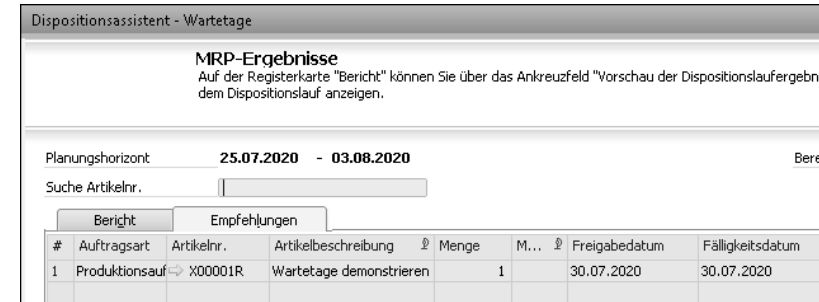 Dispositionsassistent - Wartetage
MRP-Ergebnisse
Auf der Registerkarte "Bericht" können Sie über das Ankreuzfeld "Vorschau der Dispositionslaufergebn
dem Dispositionslauf anzeigen.
Planungshorizont 25.07.2020 - 03.08.2020 Bere
Suche Artikelnr.
Bericht Empfehlungen
# Auftragsart Artikelnr. Artikelbeschreibung Menge M... Freigabedatum Fälligkeitsdatum
1 Produktionsauf X00001R Wartetage demonstrieren 1 30.07.2020 30.07.2020